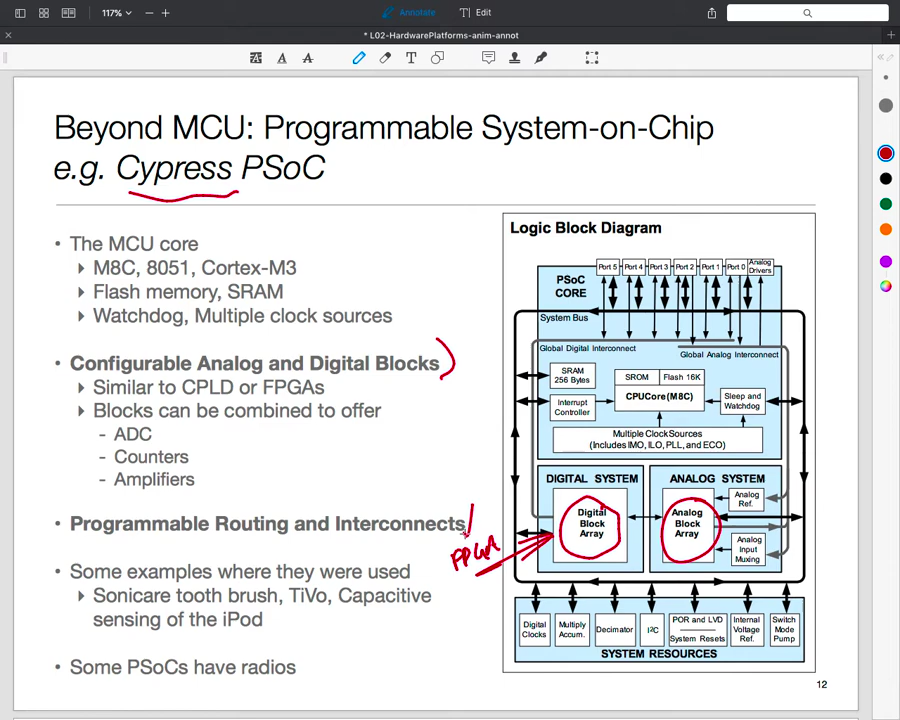 117%
Annotate
Edit
* L02-HardwarePlatforms-anim-annot
Beyond MCU: Programmable System-on-Chip
e.g. Cypress PSoC
• The MCU core
M8C, 8051, Cortex-M3
Flash memory, SRAM
Watchdog, Multiple clock sources
• Configurable Analog and Digital Blocks
Similar to CPLD or FPGAs
Blocks can be combined to offer
- ADC
- Counters
- Amplifiers
• Programmable Routing and Interconnects
• Some examples where they were used
Sonicare tooth brush, TiVo, Capacitive
sensing of the iPod
• Some PSoCs have radios
Logic Block Diagram
PSoC
CORE
Port 5
Port 4
Port 3
Port 2
Port 1
Port 0
Analog
Drivers
System Bus
Global Digital Interconnect
Global Analog Interconnect
SRAM
256 Bytes
SROM
Flash 16K
CPUCore(M8C)
Interrupt
Controller
Sleep and
Watchdog
Multiple ClockSources
(Includes IMO, ILO, PLL, and ECO)
DIGITAL SYSTEM
Digital
Block
Array
FPGA
ANALOG SYSTEM
Analog
Block
Array
Analog
Ref.
Analog
Input
Muxing
Digital
Clocks
Multiply
Accum.
Decimator
I2C
POR and LVD
System Resets
Internal
Voltage
Ref.
Switch
Mode
Pump
SYSTEM RESOURCES
12